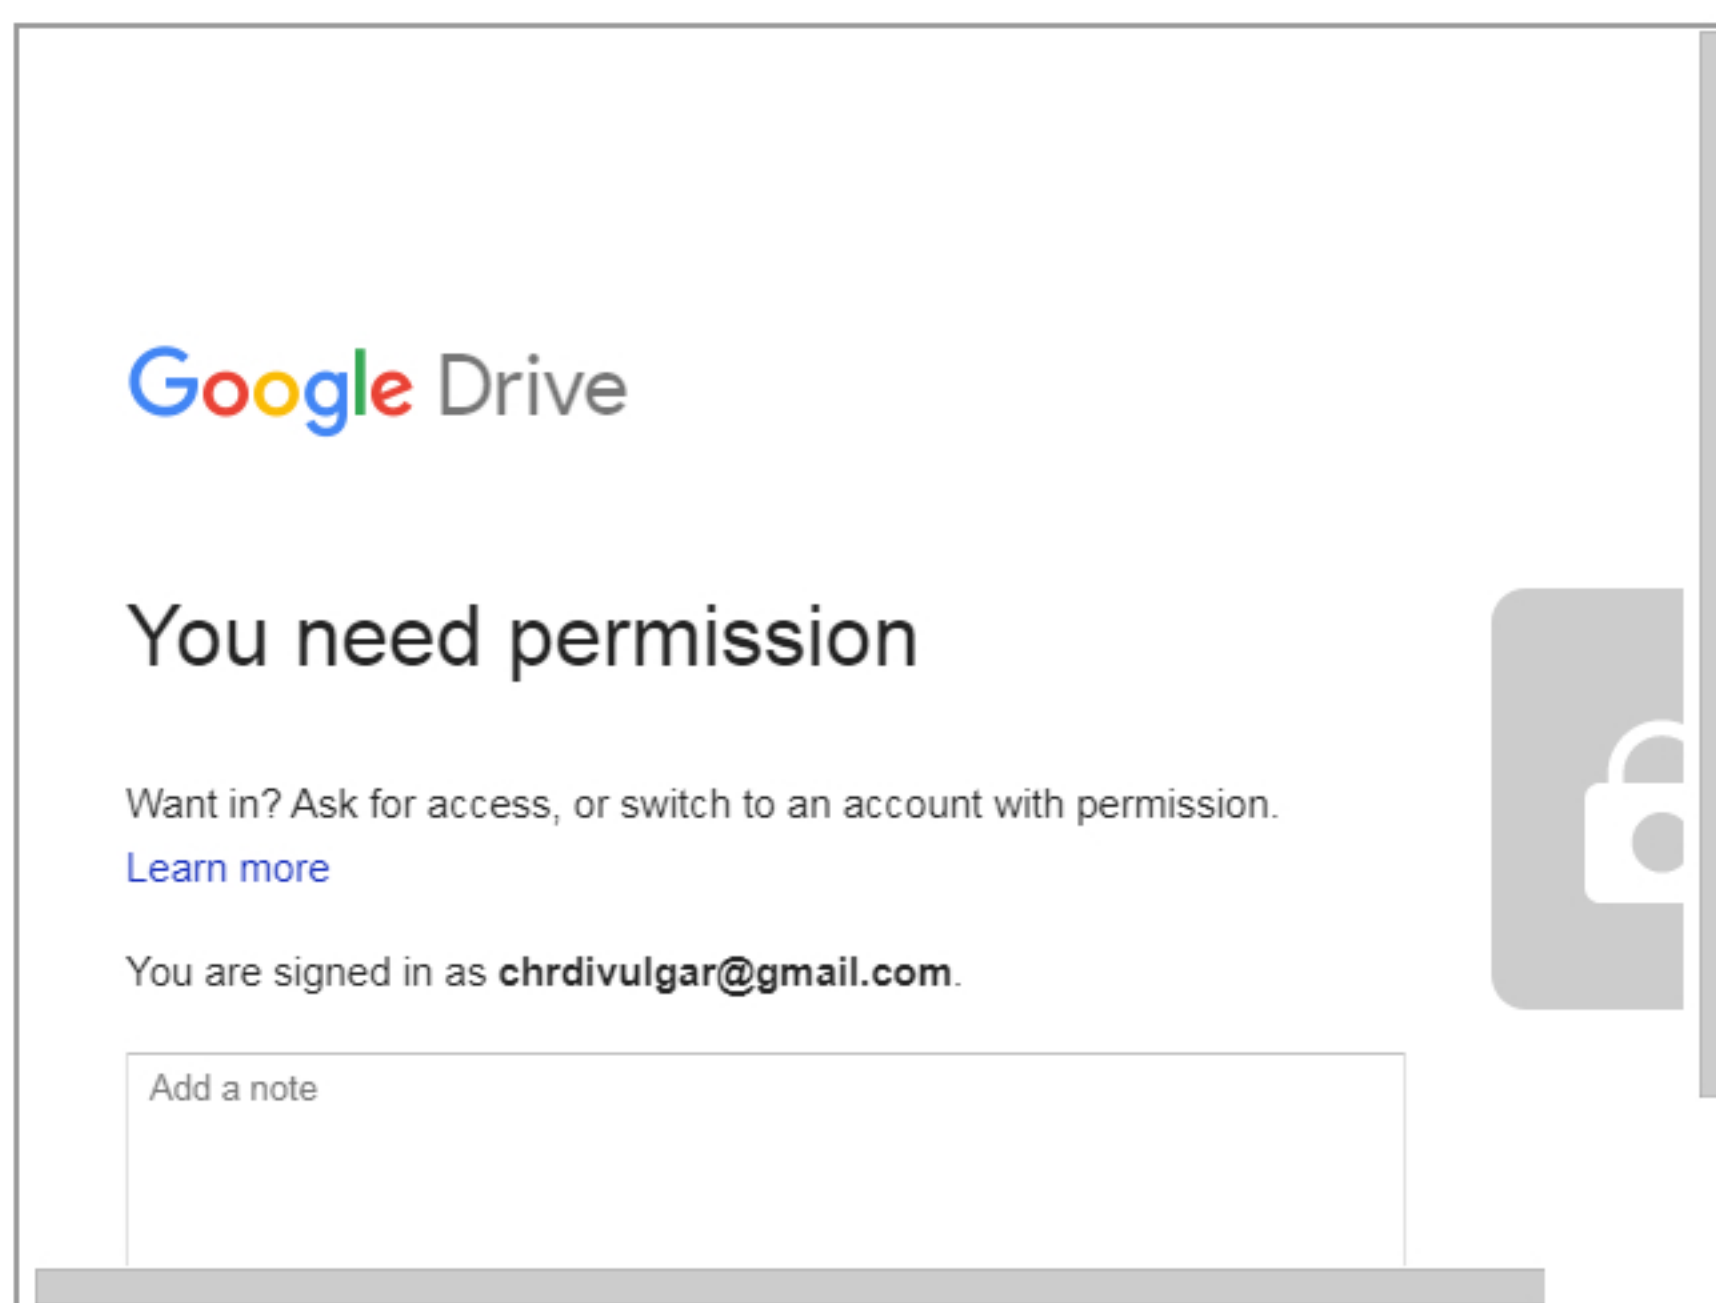 Google Drive
You need permission
Want in? Ask for access, or switch to an account with permission.
Learn more
You are signed in as chrdivulgar@gmail.com.
Add a note